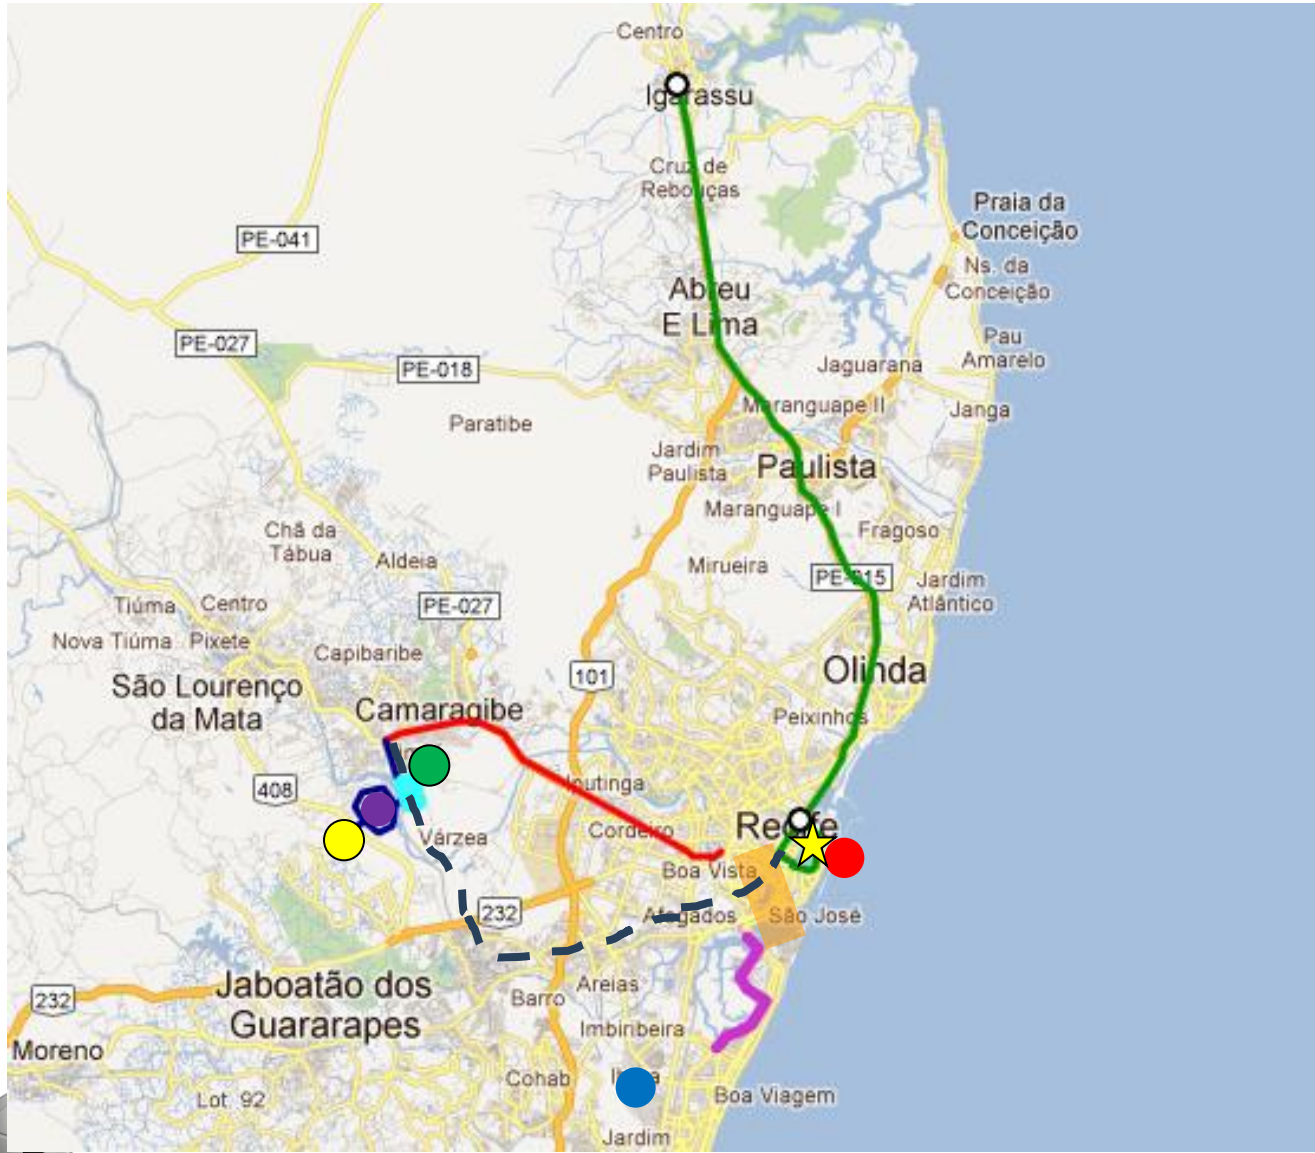 Centro
Igarassu
Cruz de
Rebouças
Praia da
Conceição
PE-041
Ns. da
Conceição
Abreu
E Lima
PE-027
Pau
Amarelo
PE-018
Jaguarana
Maranguape II
Janga
Paratibe
Jardim
Paulista
Paulista
Maranguape I
Chã da
Tábua
Fragoso
Aldeia
Mirueira
PE-015
Jardim
Atlântico
Tiúma
Centro
PE-027
Nova Tiúma
Pixete
Capibaribe
101
Olinda
São Lourenço
da Mata
Camaragibe
Peixinhos
408
Iputinga
Recife
Cordeiro
Várzea
Boa Vista
232
Afogados
São José
Jaboatão dos
Guararapes
Areias
Barro
232
Imbiribeira
Moreno
Cohab
Boa Viagem
Lot 92
Jardim